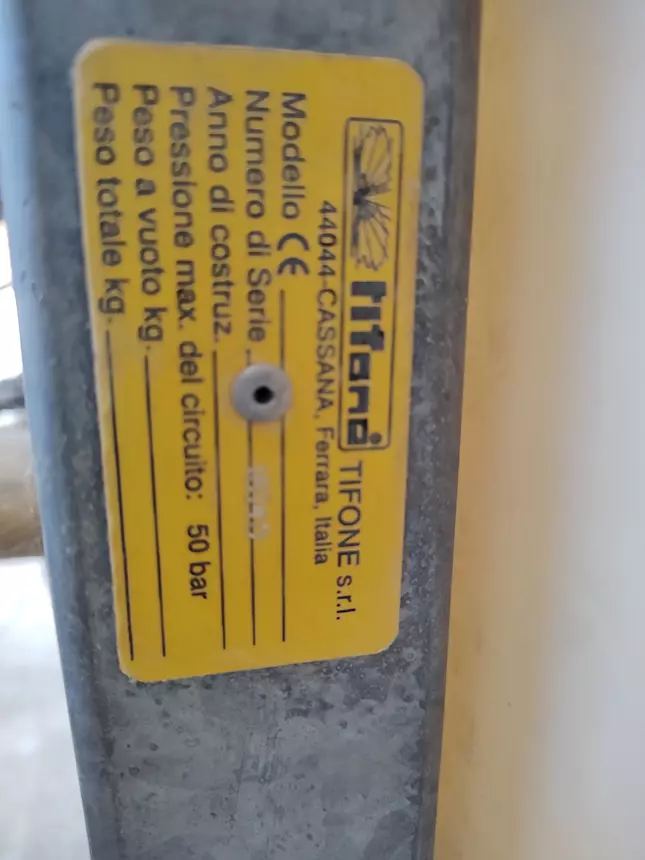 tifone TIFONE s.r.l.
44044-CASSANA, Ferrara, Italia
Modello CE
Numero di Serie
Anno di costruz.
Pressione max. del circuito: 50 bar
Peso a vuoto kg.
Peso totale kg.